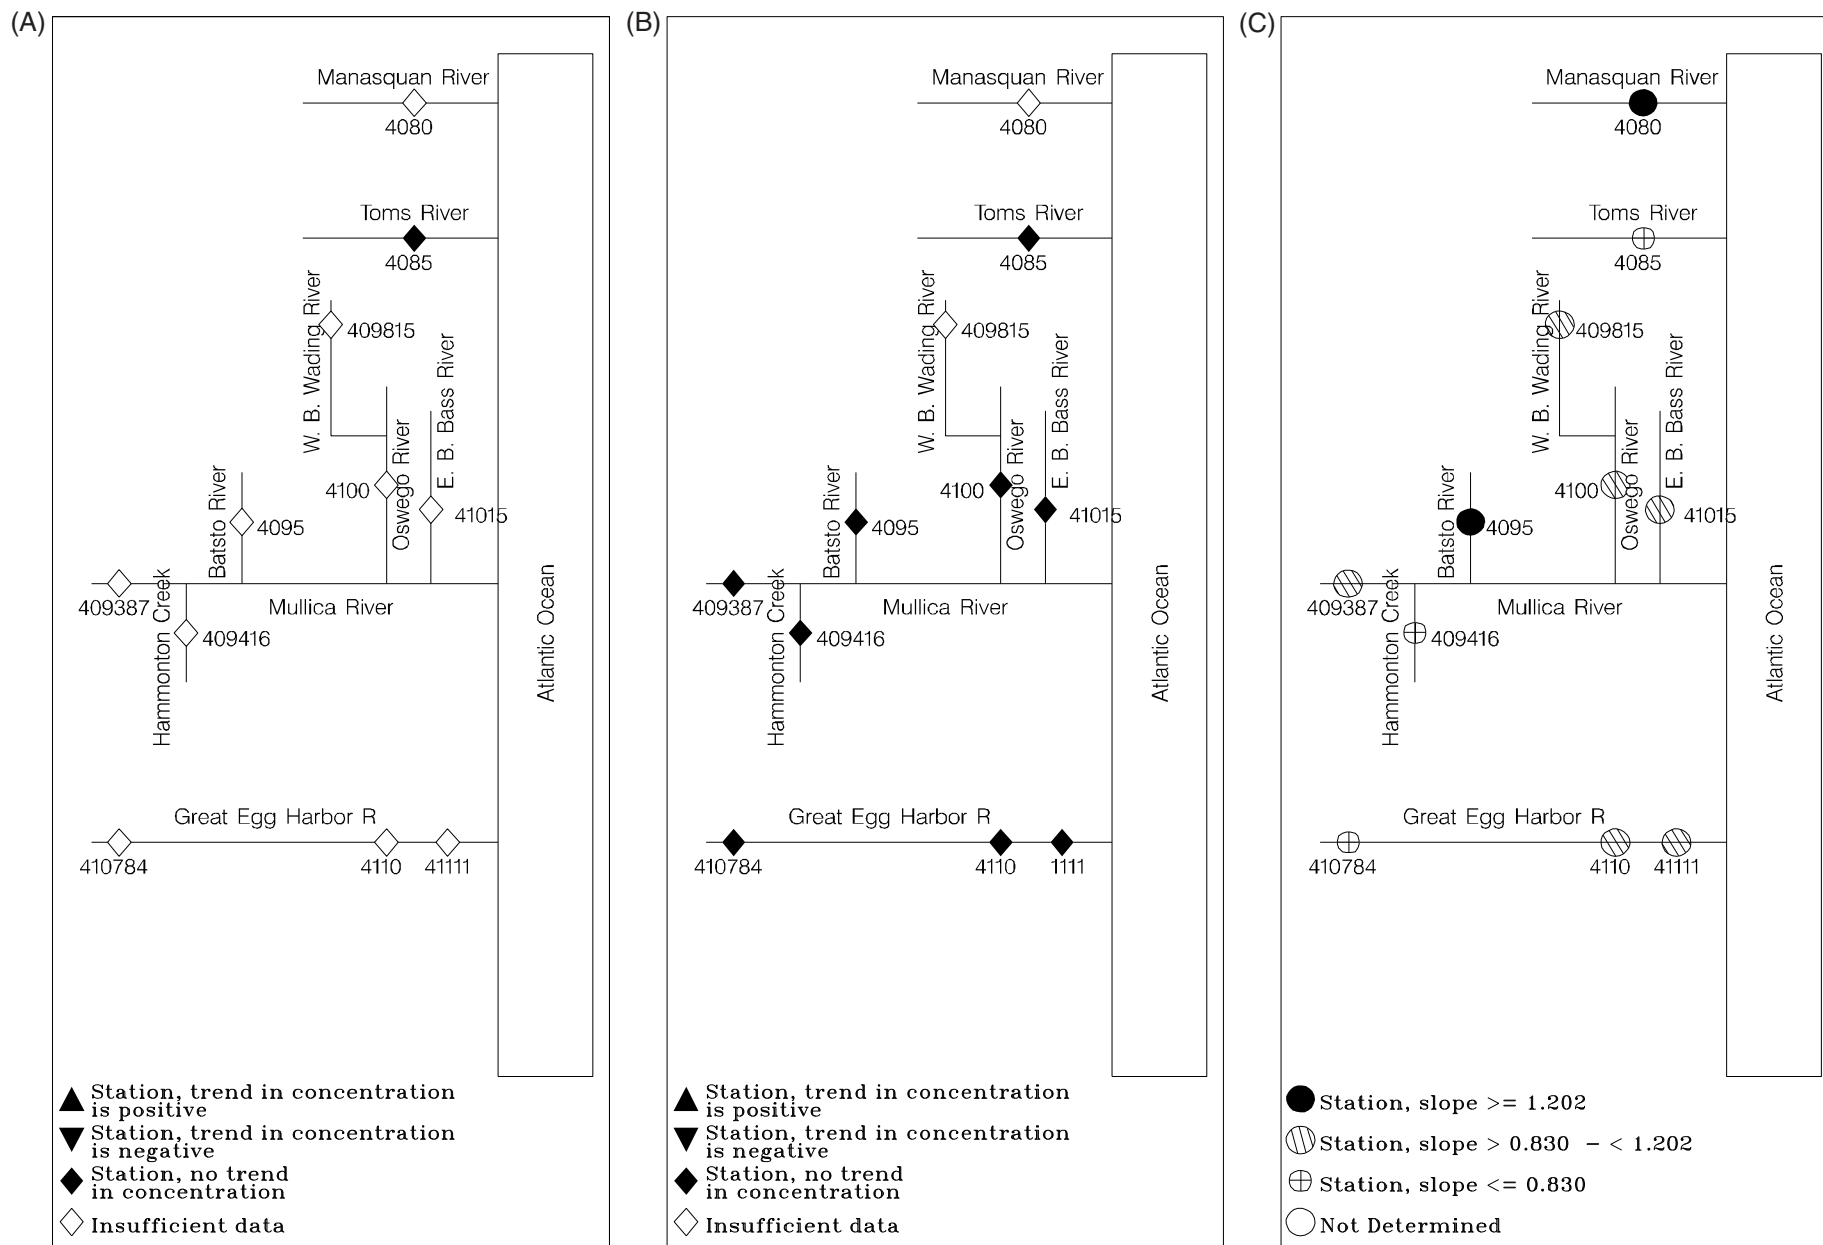 (A)
Manasquan River
4080
Toms River
4085
W. B. Wading River
409815
E. B. Bass River
Oswego River
4100
41015
Batsto River
4095
409387
Hammonton Creek
Mullica River
409416
Atlantic Ocean
Great Egg Harbor R
410784
4110
41111
Station, trend in concentration
is positive
Station, trend in concentration
is negative
Station, no trend
in concentration
Insufficient data
(B)
Manasquan River
4080
Toms River
4085
W. B. Wading River
409815
E. B. Bass River
Oswego River
4100
41015
Batsto River
4095
409387
Hammonton Creek
Mullica River
409416
Atlantic Ocean
Great Egg Harbor R
410784
4110
1111
Station, trend in concentration
is positive
Station, trend in concentration
is negative
Station, no trend
in concentration
Insufficient data
(C)
Manasquan River
4080
Toms River
4085
W. B. Wading River
409815
E. B. Bass River
Oswego River
4100
41015
Batsto River
4095
409387
Hammonton Creek
Mullica River
409416
Atlantic Ocean
Great Egg Harbor R
410784
4110
41111
Station, slope >= 1.202
Station, slope > 0.830 - < 1.202
Station, slope <= 0.830
Not Determined